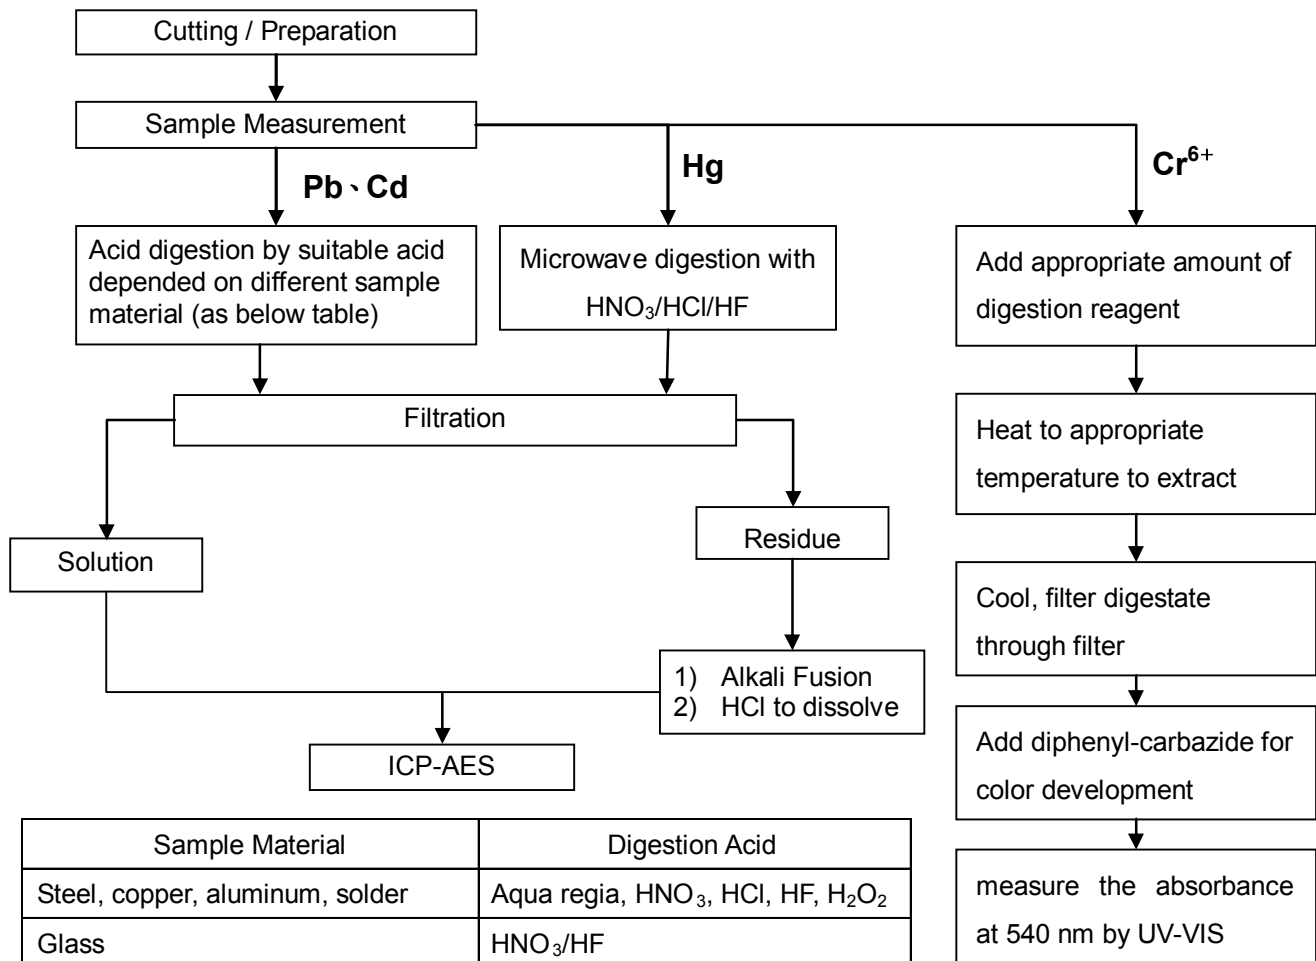 Cutting / Preparation
Sample Measurement
Pb、Cd
Hg
Cr⁶⁺
Acid digestion by suitable acid
depended on different sample
material (as below table)
Microwave digestion with
HNO₃/HCl/HF
Add appropriate amount of
digestion reagent
Filtration
Heat to appropriate
temperature to extract
Solution
Residue
Cool, filter digestate
through filter
1) Alkali Fusion
2) HCl to dissolve
ICP-AES
Add diphenyl-carbazide for
color development
Sample Material
Digestion Acid
Steel, copper, aluminum, solder
Aqua regia, HNO₃, HCl, HF, H₂O₂
Glass
HNO₃/HF
measure the absorbance
at 540 nm by UV-VIS